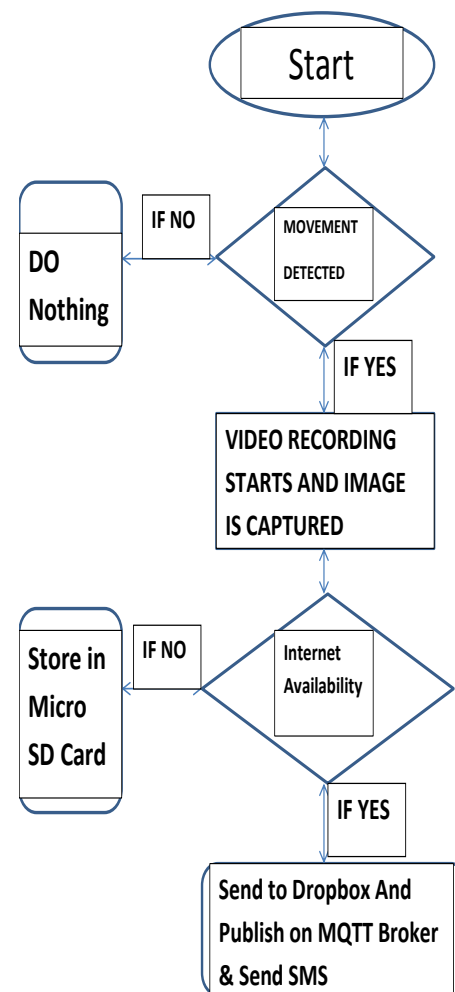 Start
MOVEMENT
DETECTED
IF NO
DO
Nothing
IF YES
VIDEO RECORDING
STARTS AND IMAGE
IS CAPTURED
Internet
Availability
IF NO
Store in
Micro
SD Card
IF YES
Send to Dropbox And
Publish on MQTT Broker
& Send SMS